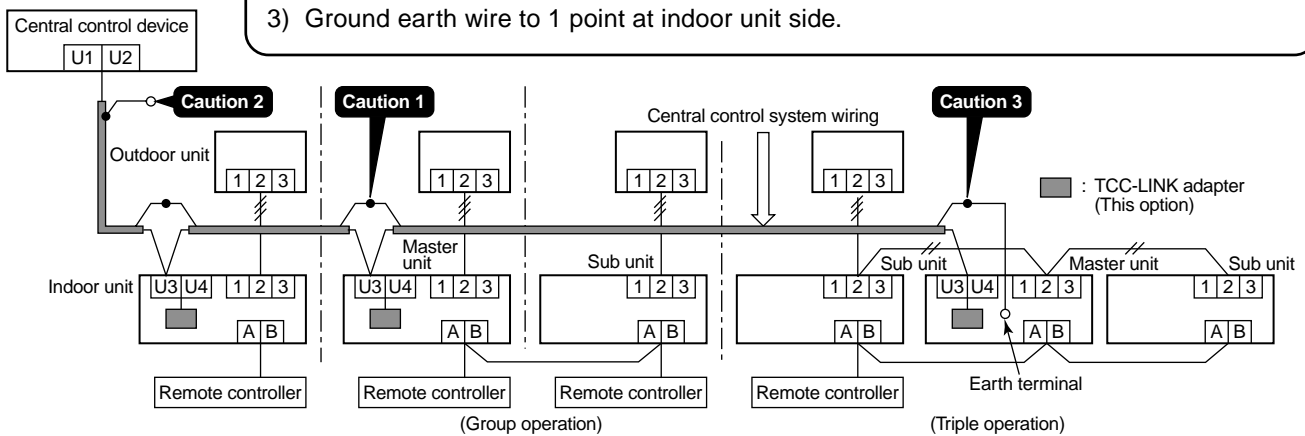 3) Ground earth wire to 1 point at indoor unit side.
Central control device
U1 U2
Caution 2
Caution 1
Caution 3
Central control system wiring
Outdoor unit
1 2 3
1 2 3
1 2 3
1 2 3
: TCC-LINK adapter
(This option)
Master
unit
Sub unit
Sub unit
Master unit
Sub unit
Indoor unit
U3 U4
1 2 3
U3 U4
1 2 3
1 2 3
1 2 3
U3 U4
1 2 3
1 2 3
A B
A B
A B
A B
A B
A B
Remote controller
Remote controller
Remote controller
Remote controller
Earth terminal
(Group operation)
(Triple operation)